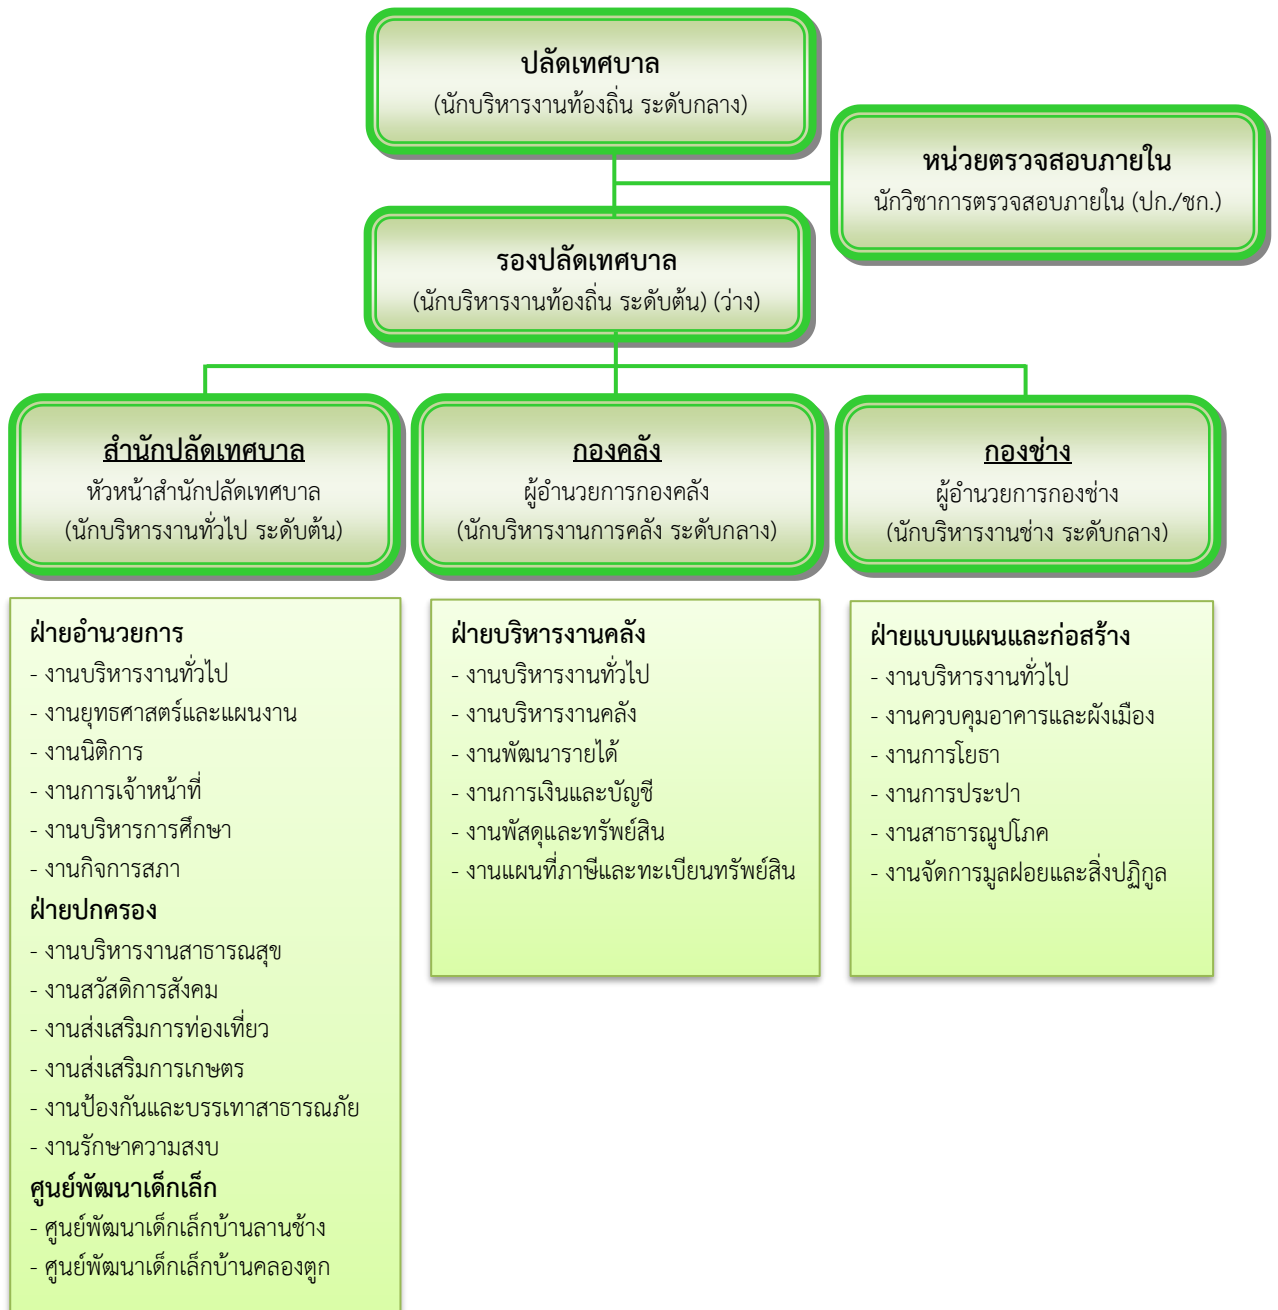 ปลัดเทศบาล
(นักบริหารงานท้องถิ่น ระดับกลาง)
หน่วยตรวจสอบภายใน
นักวิชาการตรวจสอบภายใน (ปก./ชก.)
รองปลัดเทศบาล
(นักบริหารงานท้องถิ่น ระดับต้น) (ว่าง)
สำนักปลัดเทศบาล
หัวหน้าสำนักปลัดเทศบาล
(นักบริหารงานทั่วไป ระดับต้น)
กองคลัง
ผู้อำนวยการกองคลัง
(นักบริหารงานการคลัง ระดับกลาง)
กองช่าง
ผู้อำนวยการกองช่าง
(นักบริหารงานช่าง ระดับกลาง)
ฝ่ายอำนวยการ
- งานบริหารงานทั่วไป
- งานยุทธศาสตร์และแผนงาน
- งานนิติการ
- งานการเจ้าหน้าที่
- งานบริหารการศึกษา
- งานกิจการสภา
ฝ่ายปกครอง
- งานบริหารงานสาธารณสุข
- งานสวัสดิการสังคม
- งานส่งเสริมการท่องเที่ยว
- งานส่งเสริมการเกษตร
- งานป้องกันและบรรเทาสาธารณภัย
- งานรักษาความสงบ
ศูนย์พัฒนาเด็กเล็ก
- ศูนย์พัฒนาเด็กเล็กบ้านลานช้าง
- ศูนย์พัฒนาเด็กเล็กบ้านคลองตูก
ฝ่ายบริหารงานคลัง
- งานบริหารงานทั่วไป
- งานบริหารงานคลัง
- งานพัฒนารายได้
- งานการเงินและบัญชี
- งานพัสดุและทรัพย์สิน
- งานแผนที่ภาษีและทะเบียนทรัพย์สิน
ฝ่ายแบบแผนและก่อสร้าง
- งานบริหารงานทั่วไป
- งานควบคุมอาคารและผังเมือง
- งานการโยธา
- งานการประปา
- งานสาธารณูปโภค
- งานจัดการมูลฝอยและสิ่งปฏิกูล